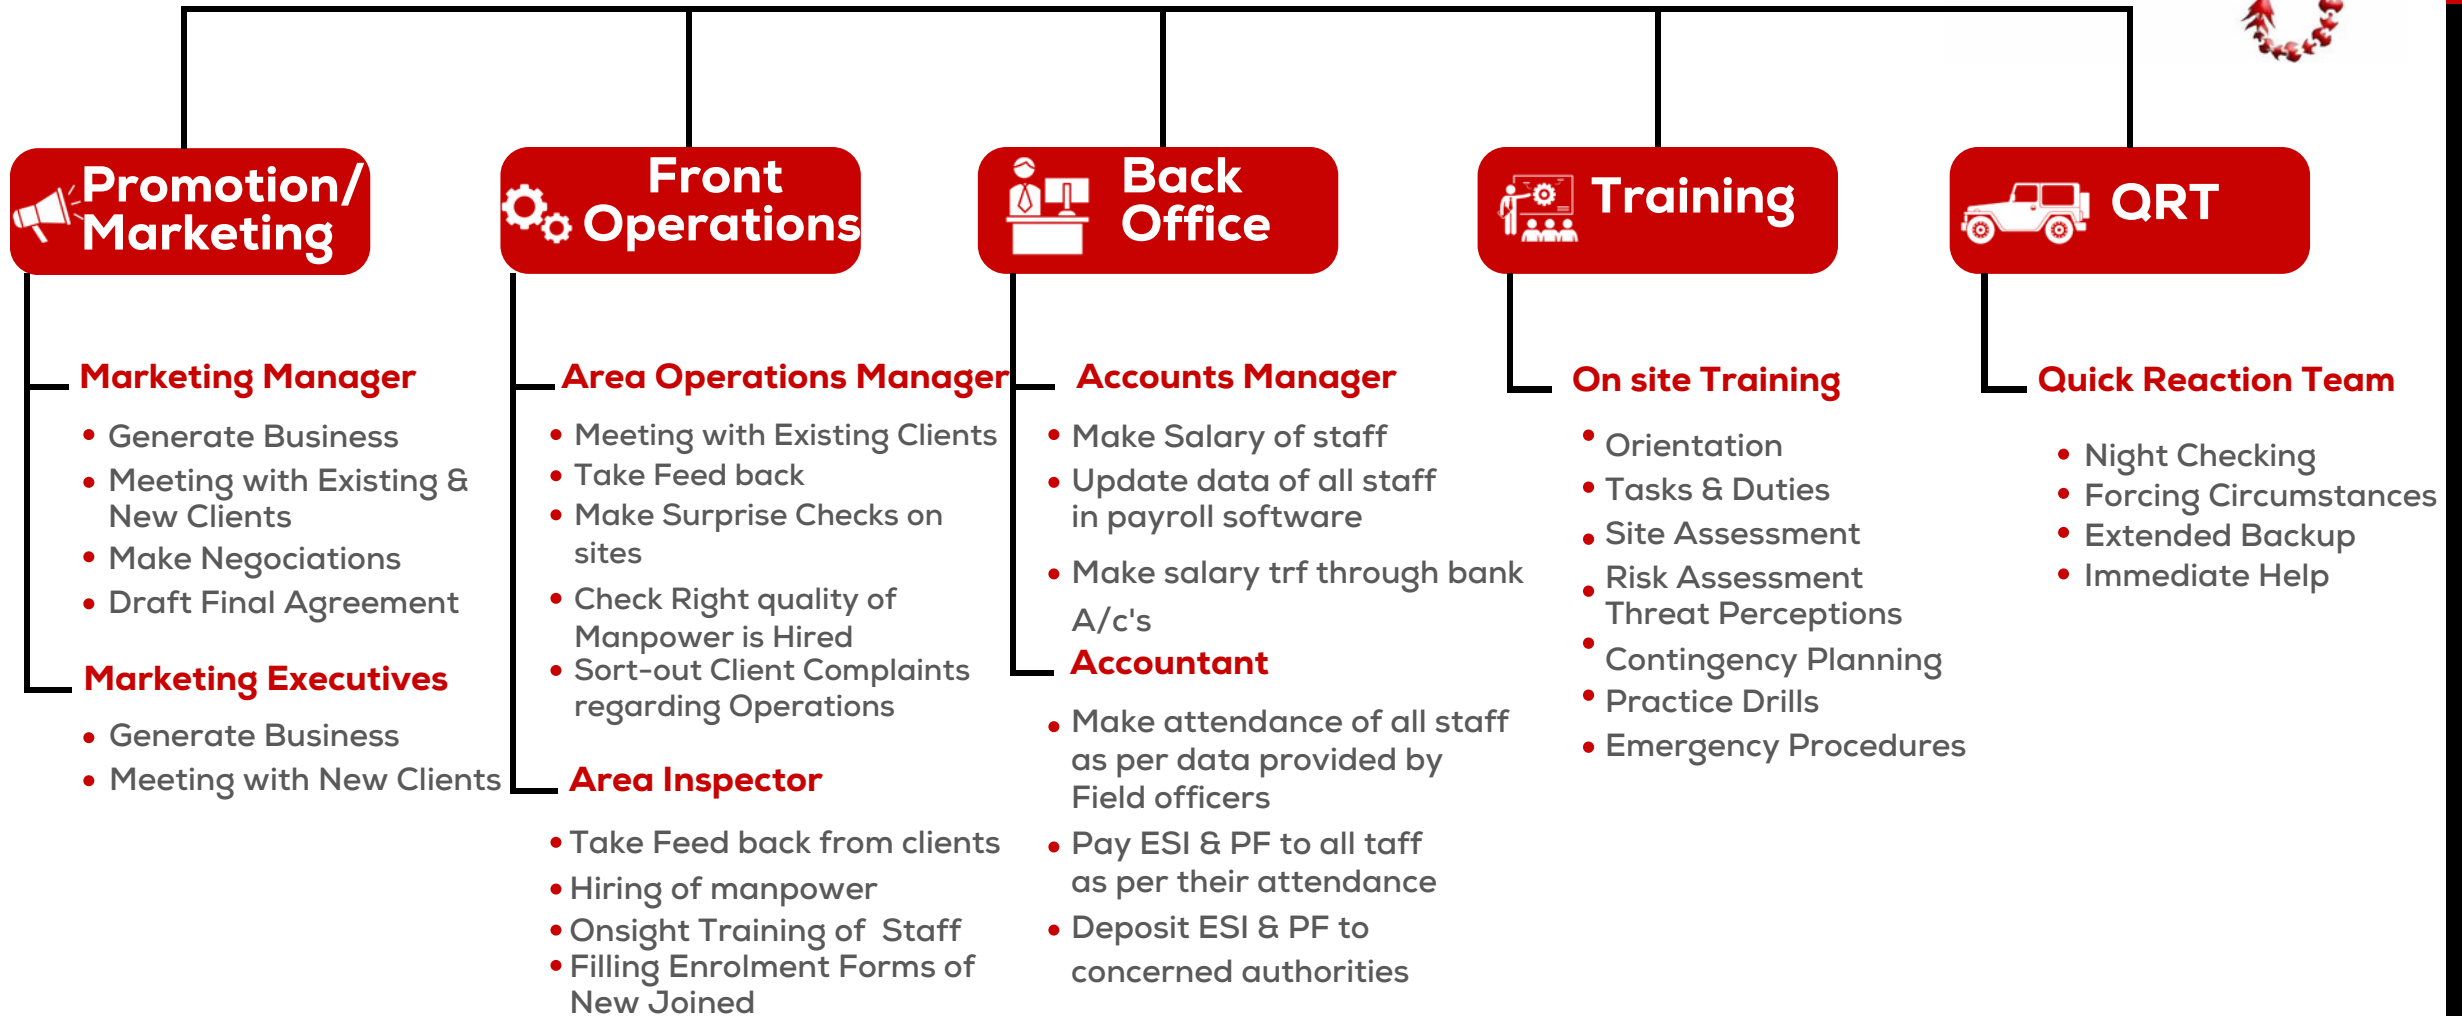 Promotion/
Marketing
Marketing Manager
Generate Business
Meeting with Existing &
New Clients
Make Negociations
Draft Final Agreement
Marketing Executives
Generate Business
Meeting with New Clients
Front
Operations
Area Operations Manager
Meeting with Existing Clients
Take Feed back
Make Surprise Checks on
sites
Check Right quality of
Manpower is Hired
Sort-out Client Complaints
regarding Operations
Area Inspector
Take Feed back from clients
Hiring of manpower
Onsight Training of Staff
Filling Enrolment Forms of
New Joined
Back
Office
Accounts Manager
Make Salary of staff
Update data of all staff
in payroll software
Make salary trf through bank
A/c's
Accountant
Make attendance of all staff
as per data provided by
Field officers
Pay ESI & PF to all taff
as per their attendance
Deposit ESI & PF to
concerned authorities
Training
On site Training
Orientation
Tasks & Duties
Site Assessment
Risk Assessment
Threat Perceptions
Contingency Planning
Practice Drills
Emergency Procedures
QRT
Quick Reaction Team
Night Checking
Forcing Circumstances
Extended Backup
Immediate Help